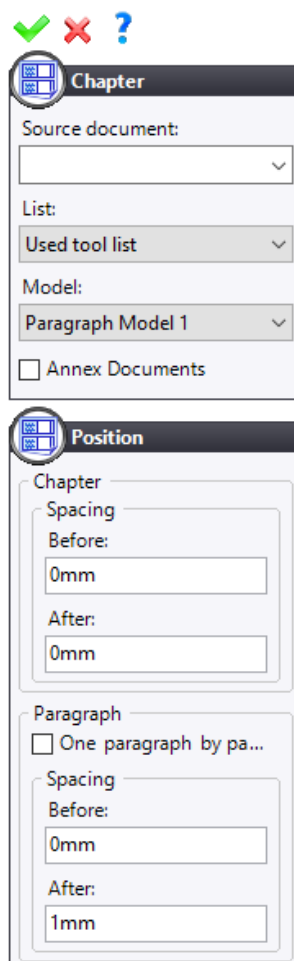 ?
Chapter
Source document:
List:
Used tool list
Model:
Paragraph Model 1
Annex Documents
Position
Chapter
Spacing
Before:
0mm
After:
0mm
Paragraph
One paragraph by pa...
Spacing
Before:
0mm
After:
1mm